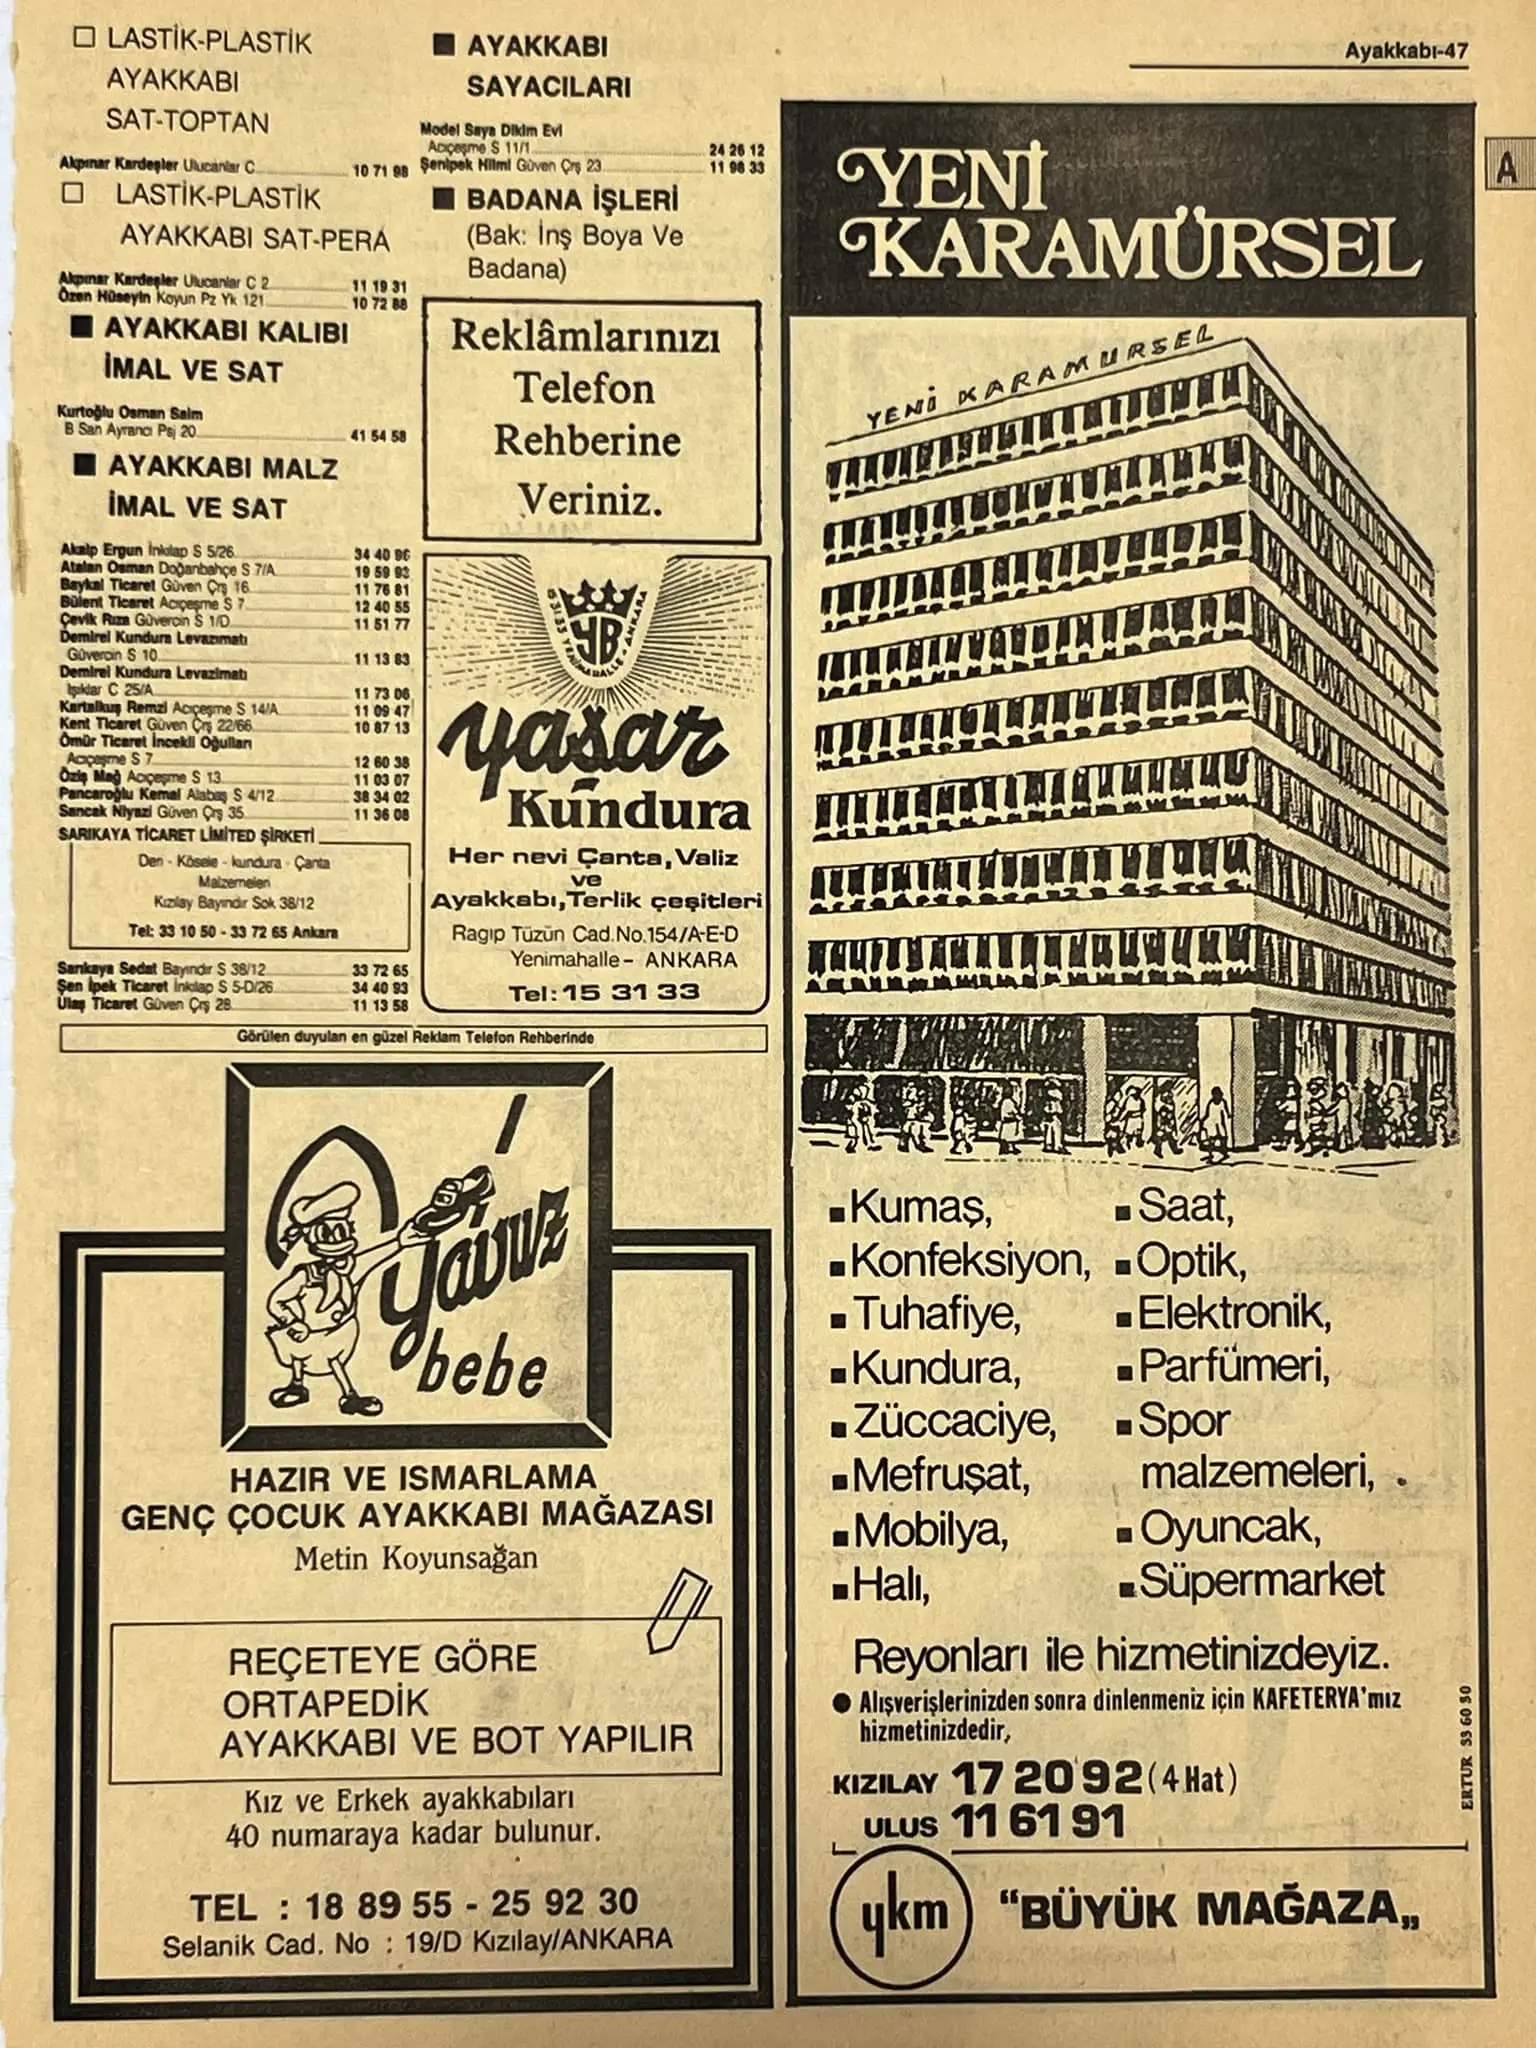 Ayakkabı-47
A
□ LASTİK-PLASTİK
AYAKKABI
SAT-TOPTAN
Akpınar Kardeşler Ulucanlar C 10 71 98
□ LASTİK-PLASTİK
AYAKKABI SAT-PERA
Akpınar Kardeşler Ulucanlar C 2 11 19 31
Özen Hüseyin Koyun Pz Yk 121 10 72 88
■ AYAKKABI KALIBI
İMAL VE SAT
Kurtoğlu Osman Saim
B San Ayrancı Psj 20 41 54 58
■ AYAKKABI MALZ
İMAL VE SAT
Akalp Ergun İnkılap S 5/26 34 40 96
Atalan Osman Doğanbahçe S 7/A 19 59 93
Baykal Ticaret Güven Çrş 16 11 76 81
Bülent Ticaret Acıçeşme S 7 12 40 55
Çevik Rıza Güvercin S 1/D 11 51 77
Demirel Kundura Levazımatı
Güvercin S 10 11 13 83
Demirel Kundura Levazimatı
Işıklar C 25/A 11 73 06
Kartalkuş Remzi Acıçeşme S 14/A 11 09 47
Kent Ticaret Güven Çrş 22/66 10 87 13
Ömür Ticaret İncekli Oğulları
Acıçeşme S 7 12 60 38
Öziş Mağ Acıçeşme S 13 11 03 07
Pancaroğlu Kemal Alabaş S 4/12 38 34 02
Sancak Niyazi Güven Çrş 35 11 36 08
SARIKAYA TİCARET LİMİTED ŞİRKETİ
Deri - Kösele - kundura - Çanta
Malzemeleri
Kızılay Bayındır Sok 38/12
Tel: 33 10 50 - 33 72 65 Ankara
Sarıkaya Sedat Bayındır S 38/12 33 72 65
Şen İpek Ticaret İnkılap S 5-D/26 34 40 93
Ulaş Ticaret Güven Çrş 28 11 13 58
■ AYAKKABI
SAYACILARI
Model Saya Dikim Evi
Acıçeşme S 11/1 24 26 12
Şenipek Hilmi Güven Çrş 23 11 98 33
■ BADANA İŞLERİ
(Bak: İnş Boya Ve
Badana)
Reklâmlarınızı
Telefon
Rehberine
Veriniz.
YB
15 31 33 YENİMAHALLE - ANKARA
yaşar
Kundura
Her nevi Çanta, Valiz
ve
Ayakkabı, Terlik çeşitleri
Ragıp Tüzün Cad. No. 154/A-E-D
Yenimahalle - ANKARA
Tel: 15 31 33
Görülen duyulan en güzel Reklam Telefon Rehberinde
Yavuz
bebe
HAZIR VE ISMARLAMA
GENÇ ÇOCUK AYAKKABI MAĞAZASI
Metin Koyunsağan
REÇETEYE GÖRE
ORTAPEDİK
AYAKKABI VE BOT YAPILIR
Kız ve Erkek ayakkabıları
40 numaraya kadar bulunur.
TEL : 18 89 55 - 25 92 30
Selanik Cad. No : 19/D Kızılay/ANKARA
YENİ
KARAMÜRSEL
YENİ KARAMURSEL
▪ Kumaş,
▪ Konfeksiyon,
▪ Tuhafiye,
▪ Kundura,
▪ Züccaciye,
▪ Mefruşat,
▪ Mobilya,
▪ Halı,
▪ Saat,
▪ Optik,
▪ Elektronik,
▪ Parfümeri,
▪ Spor
malzemeleri,
▪ Oyuncak,
▪ Süpermarket
Reyonları ile hizmetinizdeyiz.
● Alışverişlerinizden sonra dinlenmeniz için KAFETERYA'mız
hizmetinizdedir,
KIZILAY 17 20 92 (4 Hat)
ULUS 11 61 91
ERTUR 33 60 30
ykm
"BÜYÜK MAĞAZA„